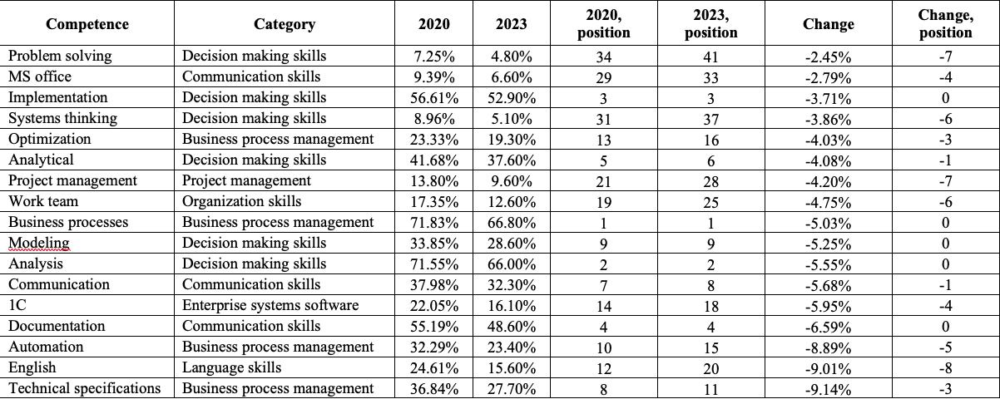 Competence Category 2020 2023 2020, position 2023, position Change Change, position
Problem solving Decision making skills 7.25% 4.80% 34 41 -2.45% -7
MS office Communication skills 9.39% 6.60% 29 33 -2.79% -4
Implementation Decision making skills 56.61% 52.90% 3 3 -3.71% 0
Systems thinking Decision making skills 8.96% 5.10% 31 37 -3.86% -6
Optimization Business process management 23.33% 19.30% 13 16 -4.03% -3
Analytical Decision making skills 41.68% 37.60% 5 6 -4.08% -1
Project management Project management 13.80% 9.60% 21 28 -4.20% -7
Work team Organization skills 17.35% 12.60% 19 25 -4.75% -6
Business processes Business process management 71.83% 66.80% 1 1 -5.03% 0
Modeling Decision making skills 33.85% 28.60% 9 9 -5.25% 0
Analysis Decision making skills 71.55% 66.00% 2 2 -5.55% 0
Communication Communication skills 37.98% 32.30% 7 8 -5.68% -1
1C Enterprise systems software 22.05% 16.10% 14 18 -5.95% -4
Documentation Communication skills 55.19% 48.60% 4 4 -6.59% 0
Automation Business process management 32.29% 23.40% 10 15 -8.89% -5
English Language skills 24.61% 15.60% 12 20 -9.01% -8
Technical specifications Business process management 36.84% 27.70% 8 11 -9.14% -3